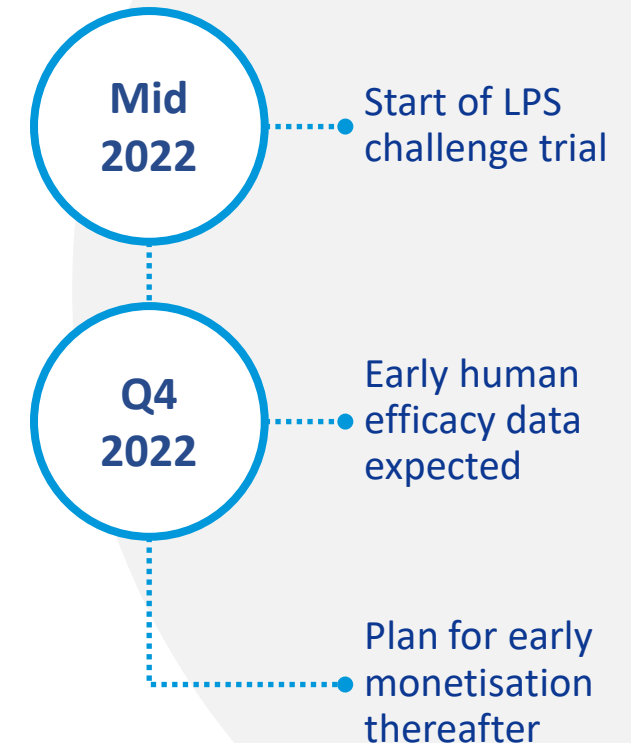 Mid
2022
Start of LPS
challenge trial
Q4
2022
Early human
efficacy data
expected
Plan for early
monetisation
thereafter